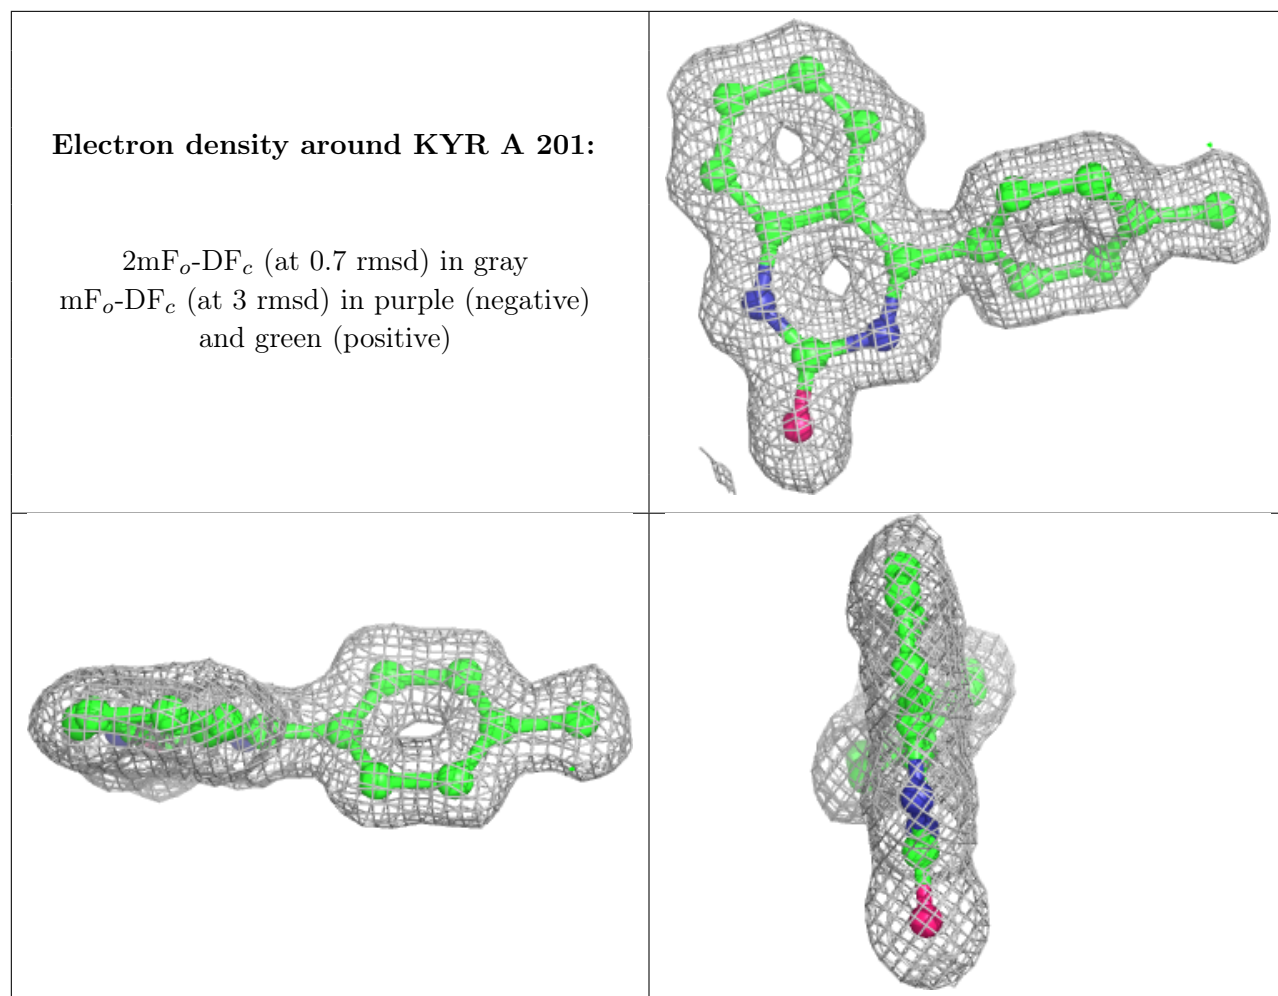 Electron density around KYR A 201:
2mFₒ-DF𝒸 (at 0.7 rmsd) in gray
mFₒ-DF𝒸 (at 3 rmsd) in purple (negative)
and green (positive)